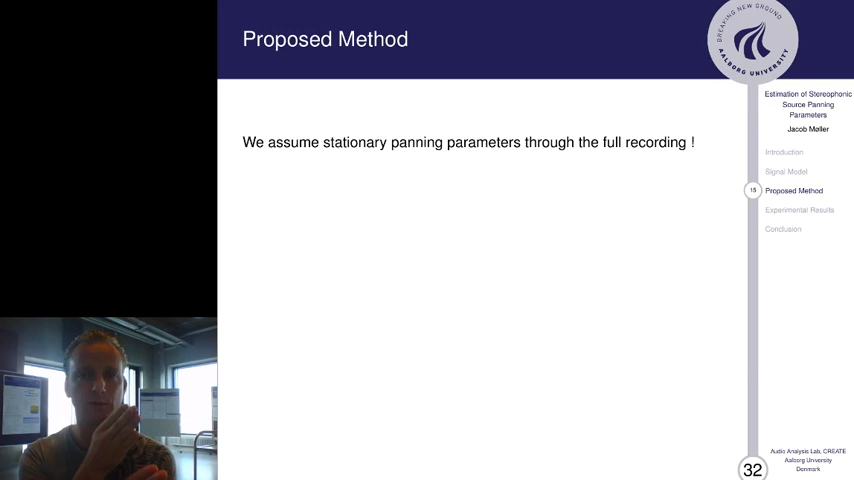 Proposed Method
BREAKING NEW GROUND
AALBORG UNIVERSITY
We assume stationary panning parameters through the full recording !
Estimation of Stereophonic
Source Panning
Parameters
Jacob Møller
Introduction
Signal Model
15
Proposed Method
Experimental Results
Conclusion
32
Audio Analysis Lab, CREATE
Aalborg University
Denmark